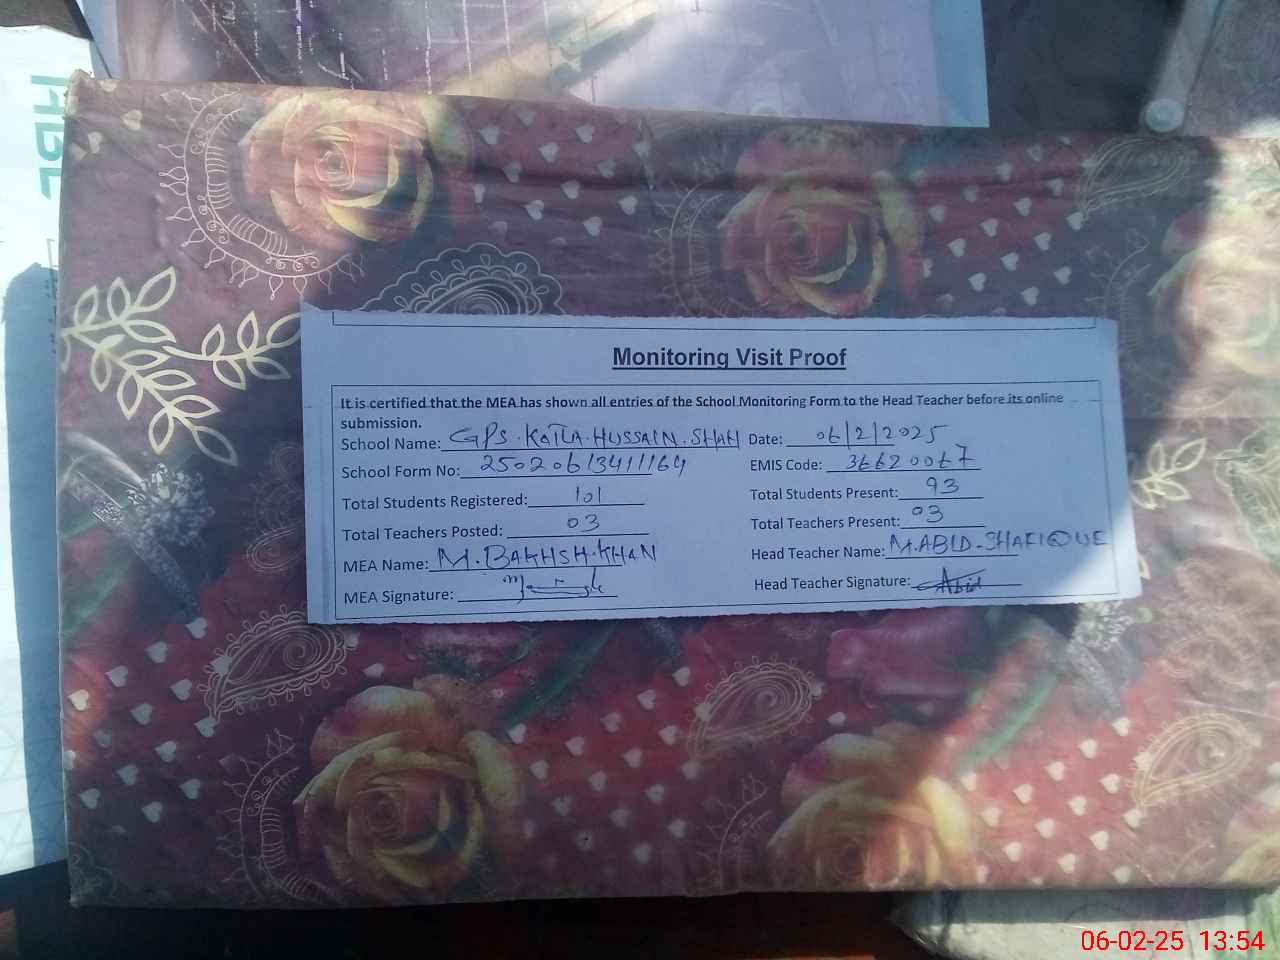 HBL
Monitoring Visit Proof
It is certified that the MEA has shown all entries of the School Monitoring Form to the Head Teacher before its online
submission.
School Name: GPS. KOTLA. HUSSAIN. SHAH Date: 06/2/2025
School Form No: 25020613411164 EMIS Code: 36620067
Total Students Registered: 101 Total Students Present: 93
Total Teachers Posted: 03 Total Teachers Present: 03
MEA Name: M. BAKHSH. KHAN Head Teacher Name: M. ABID - SHAFIQUE
MEA Signature: Head Teacher Signature: Abid
06-02-25 13:54